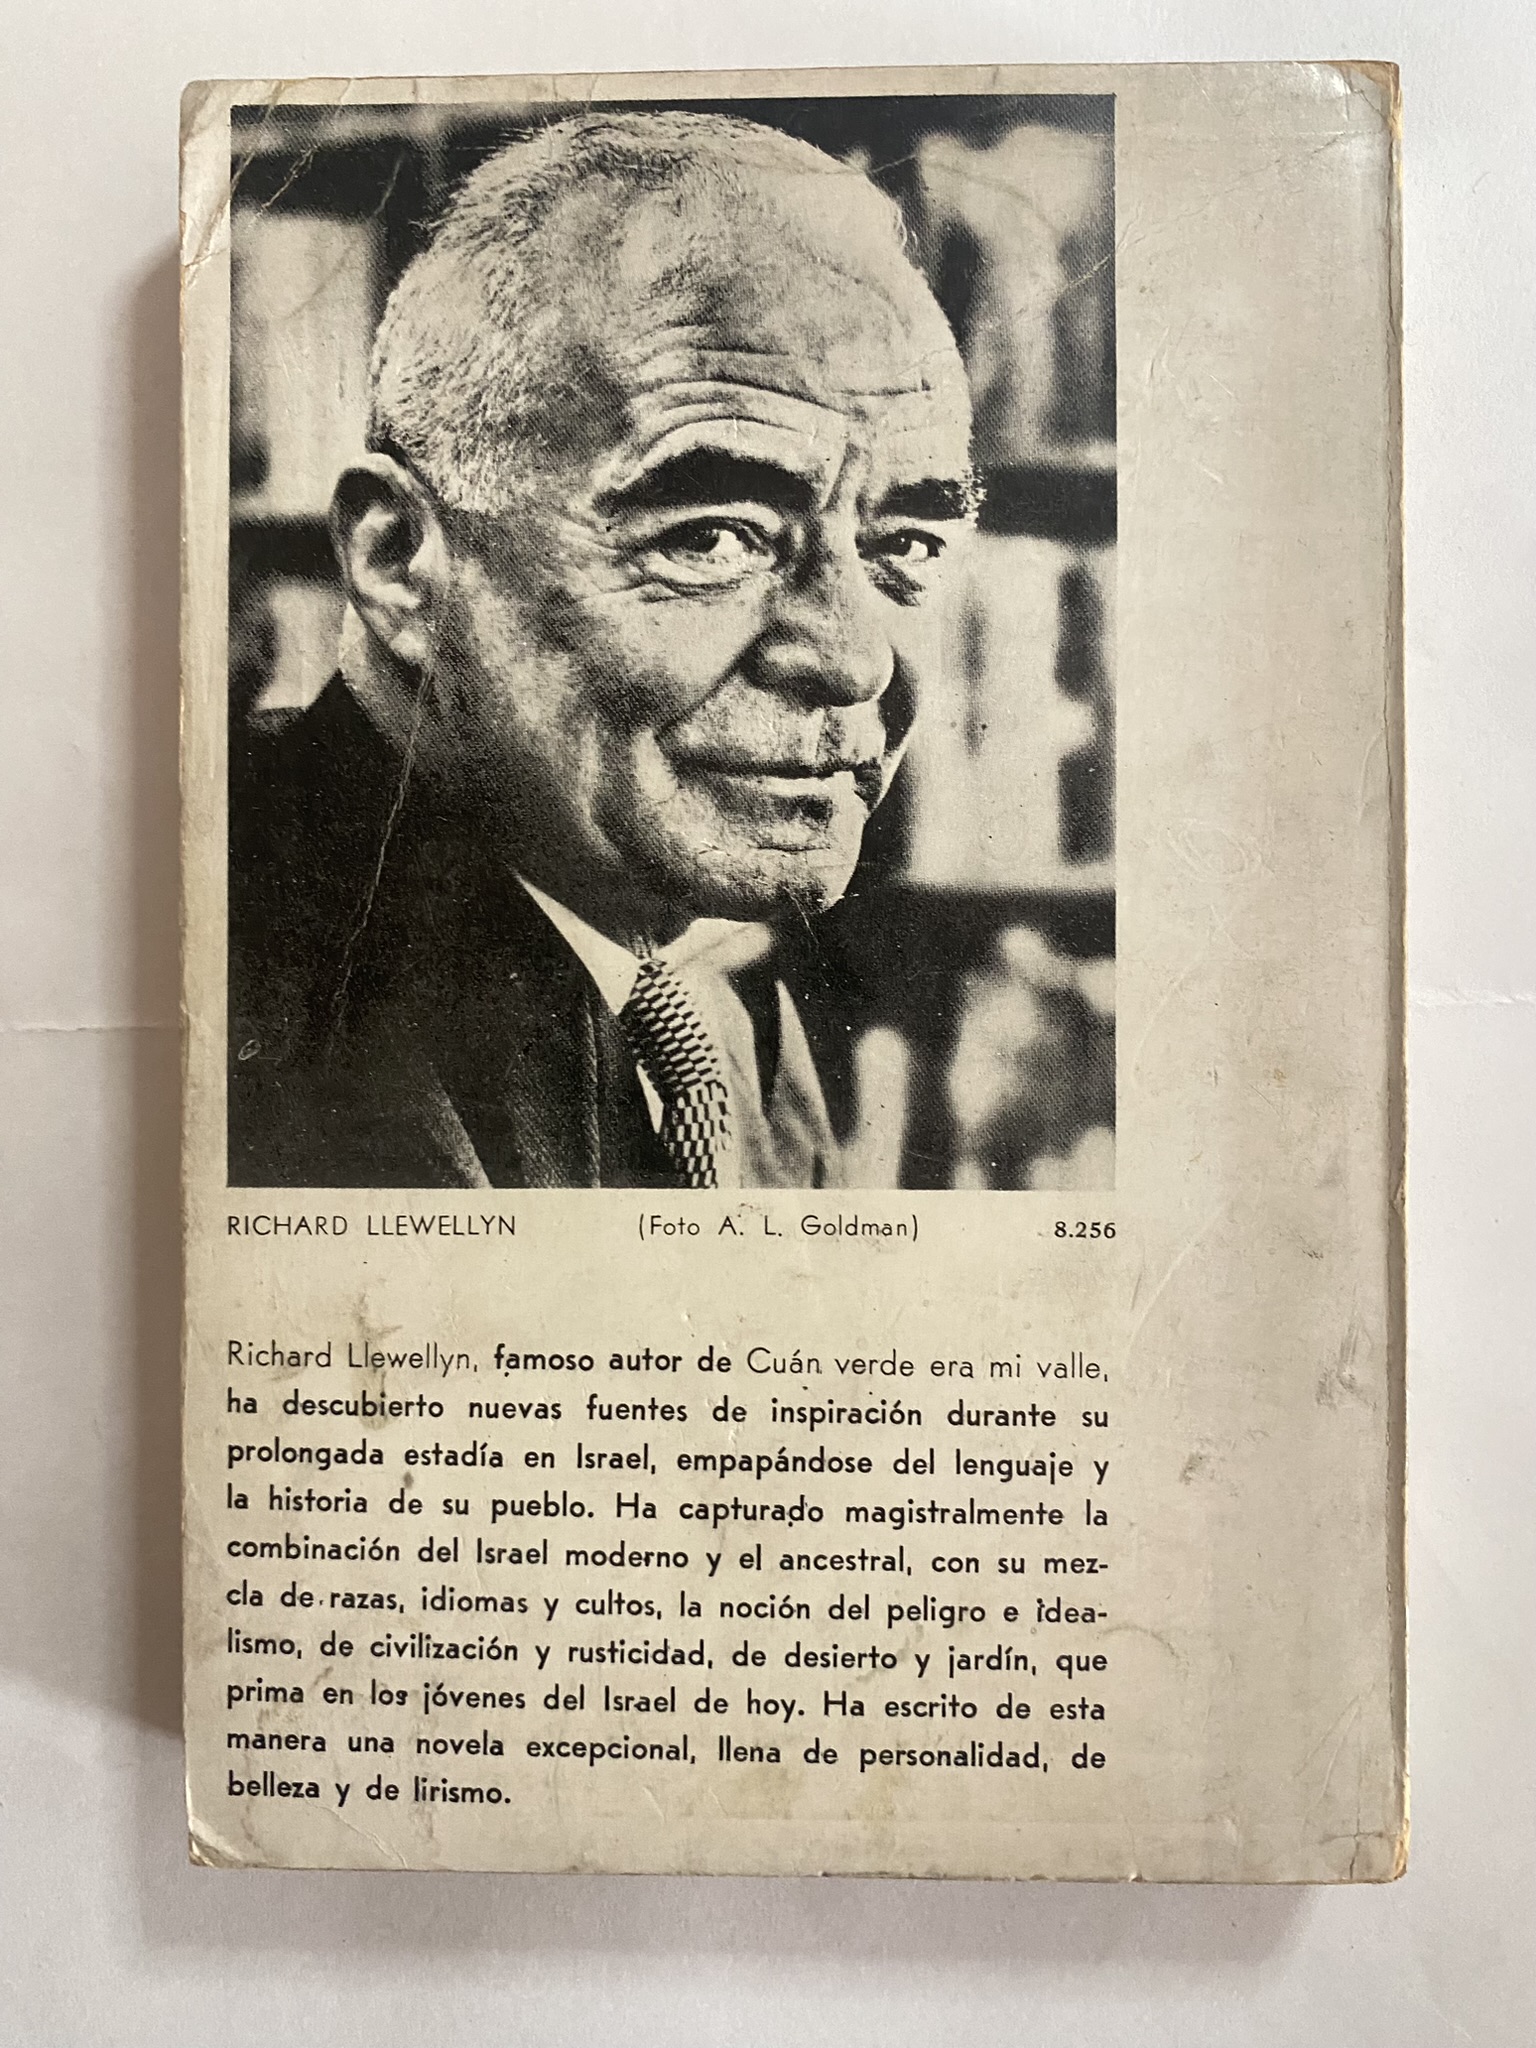 RICHARD LLEWELLYN (Foto A. L. Goldman) 8.256
Richard Llewellyn, famoso autor de Cuán verde era mi valle,
ha descubierto nuevas fuentes de inspiración durante su
prolongada estadía en Israel, empapándose del lenguaje y
la historia de su pueblo. Ha capturado magistralmente la
combinación del Israel moderno y el ancestral, con su mez-
cla de razas, idiomas y cultos, la noción del peligro e idea-
lismo, de civilización y rusticidad, de desierto y jardín, que
prima en los jóvenes del Israel de hoy. Ha escrito de esta
manera una novela excepcional, llena de personalidad, de
belleza y de lirismo.